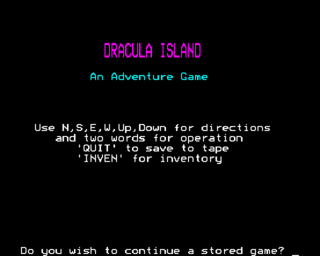 DRACULA ISLAND
An Adventure Game
Use N,S,E,W,Up,Down for directions
and two words for operation
'QUIT' to save to tape
'INVEN' for inventory
Do you wish to continue a stored game? _